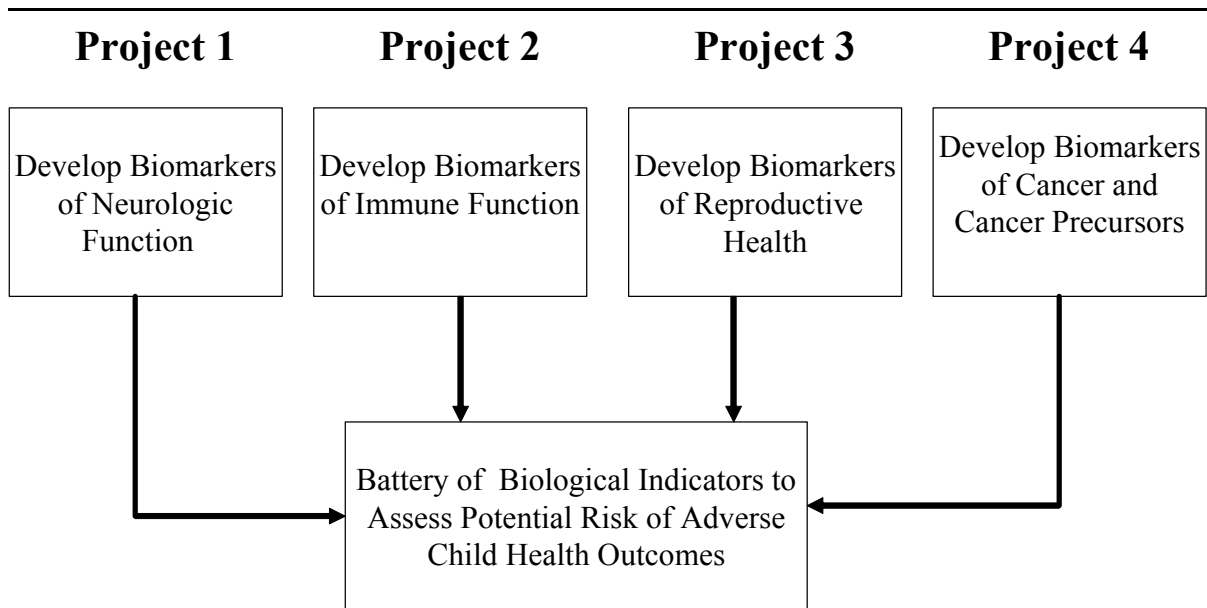 Project 1
Project 2
Project 3
Project 4
Develop Biomarkers
of Neurologic
Function
Develop Biomarkers
of Immune Function
Develop Biomarkers
of Reproductive
Health
Develop Biomarkers
of Cancer and
Cancer Precursors
Battery of Biological Indicators to
Assess Potential Risk of Adverse
Child Health Outcomes